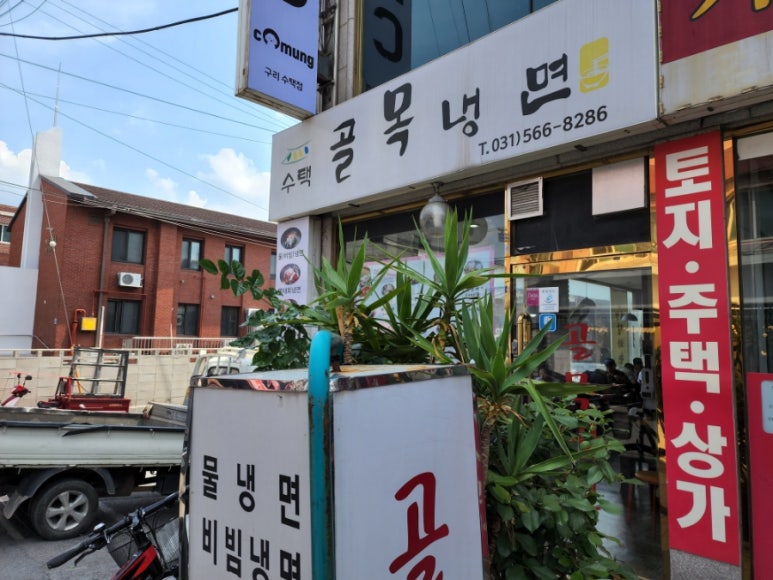 comung
구리 수택점
수택 골목냉면
T.031)566-8286
물냉면
비빔냉면
골
토지·주택·상가